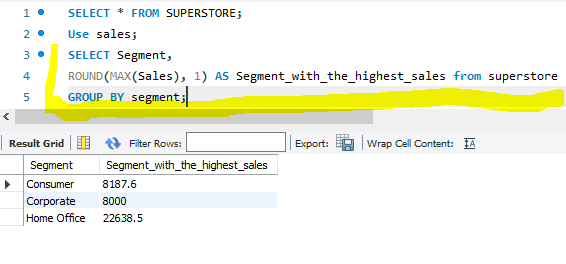 1 SELECT * FROM SUPERSTORE;
2 Use sales;
3 SELECT Segment,
4 ROUND(MAX(Sales), 1) AS Segment_with_the_highest_sales from superstore
5 GROUP BY segment;
Result Grid Filter Rows: Export: Wrap Cell Content: IA
Segment Segment_with_the_highest_sales
Consumer 8187.6
Corporate 8000
Home Office 22638.5